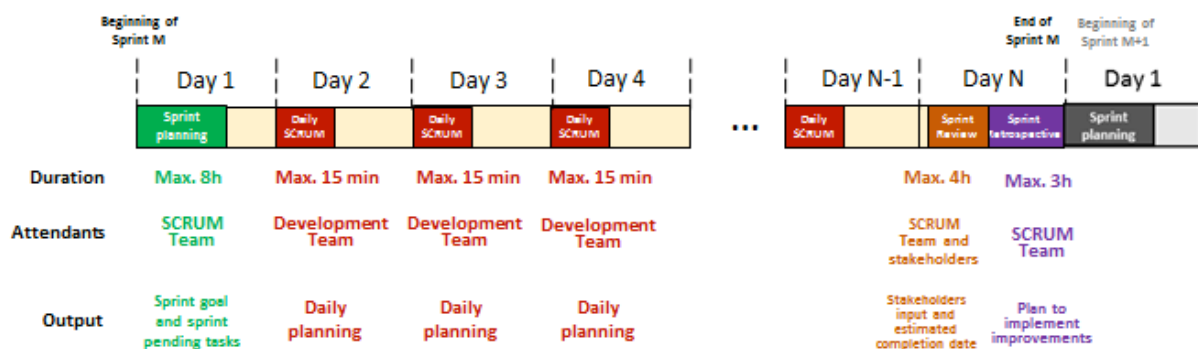 Beginning of
Sprint M
End of
Sprint M
Beginning of
Sprint M+1
Day 1
Day 2
Day 3
Day 4
Day N-1
Day N
Day 1
Sprint
planning
Daily
SCRUM
Daily
SCRUM
Daily
SCRUM
...
Daily
SCRUM
Sprint
Review
Sprint
Retrospective
Sprint
planning
Duration
Max. 8h
Max. 15 min
Max. 15 min
Max. 15 min
Max. 4h
Max. 3h
Attendants
SCRUM
Team
Development
Team
Development
Team
Development
Team
SCRUM
Team and
stakeholders
SCRUM
Team
Output
Sprint goal
and sprint
pending tasks
Daily
planning
Daily
planning
Daily
planning
Stakeholders
input and
estimated
completion date
Plan to
implement
improvements